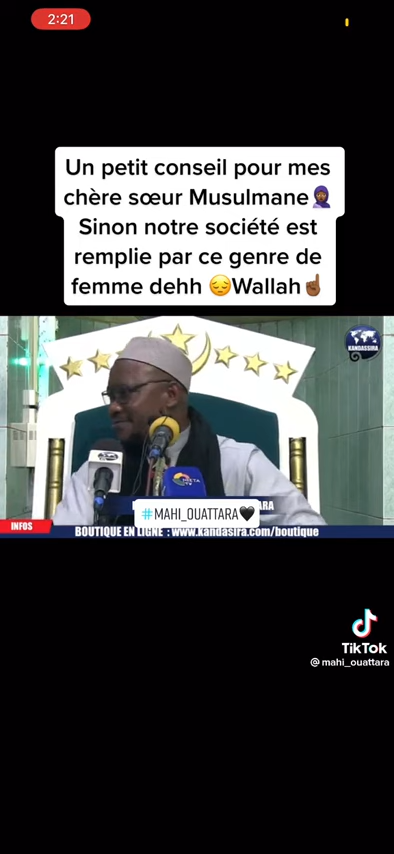 2:21
Un petit conseil pour mes
chère sœur Musulmane🧕🏾
Sinon notre société est
remplie par ce genre de
femme dehh 😔Wallah☝🏾
KANDASSIRA
ARA
#MAHI_OUATTARA🖤
INFOS
BOUTIQUE EN LIGNE : www.kandasira.com/boutique
TikTok
@mahi_ouattara